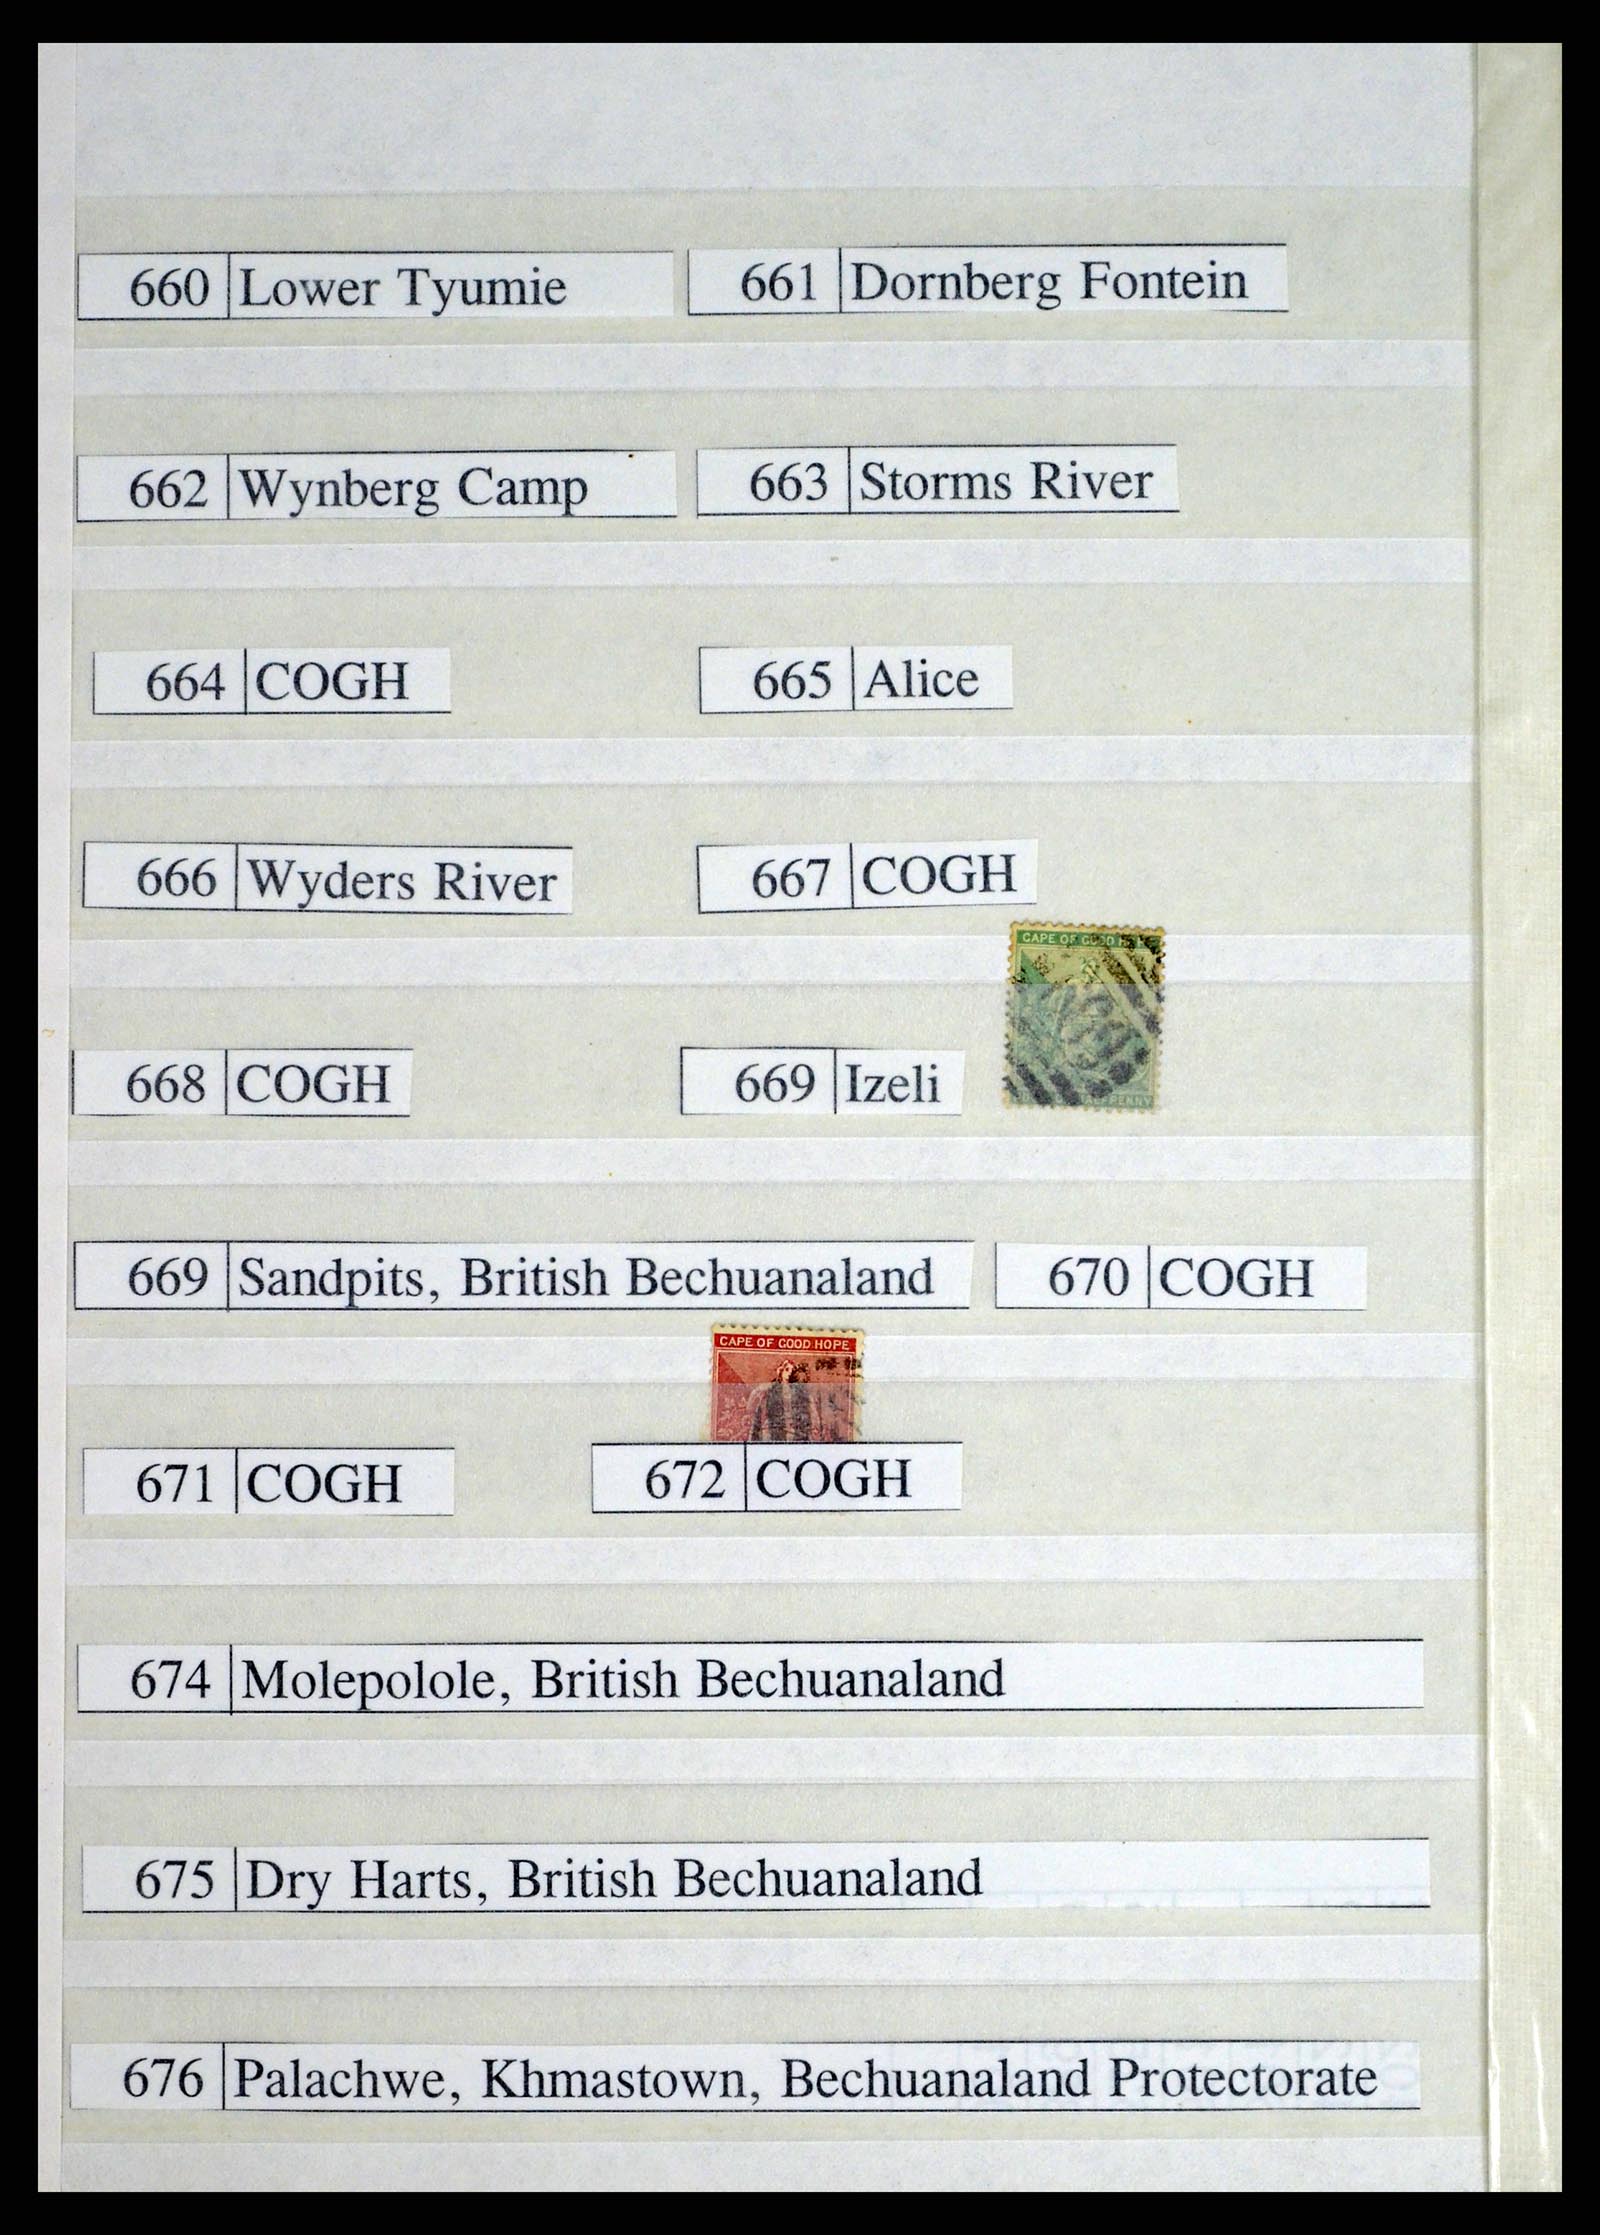 660 Lower Tyumie 661 Dornberg Fontein
662 Wynberg Camp 663 Storms River
664 COGH 665 Alice
666 Wyders River 667 COGH
CAPE OF GOOD
668 COGH 669 Izeli
HALFPENNY
669 Sandpits, British Bechuanaland 670 COGH
CAPE OF GOOD HOPE
671 COGH 672 COGH
674 Molepolole, British Bechuanaland
675 Dry Harts, British Bechuanaland
676 Palachwe, Khmastown, Bechuanaland Protectorate